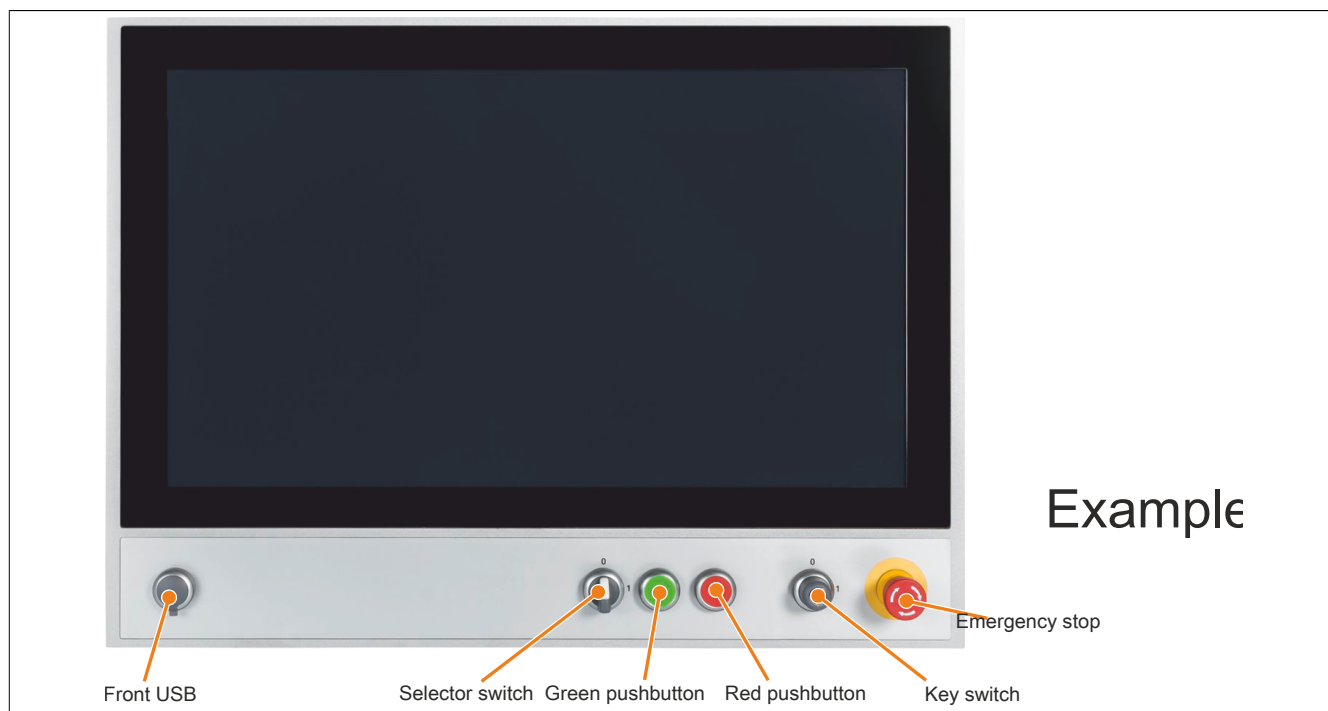 Example
0
1
0
1
Emergency stop
Front USB
Selector switch
Green pushbutton
Red pushbutton
Key switch